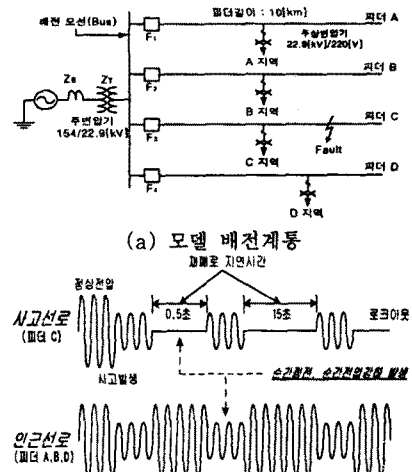 배전 모선(Bus)
피더길이 : 10[km]
피더 A
F₁
주상변압기
22.9[kV]/220[V]
A 지역
Zs
Z_T
피더 B
F₂
B 지역
주변압기
154/22.9[kV]
피더 C
F₃
C 지역
Fault
피더 D
F₄
D 지역
(a) 모델 배전계통
재폐로 지연시간
정상전압
0.5초
15초
로크아웃
사고선로
(피더 C)
사고발생
순간정전, 순간전압강하 발생
인근선로
(피더 A,B,D)